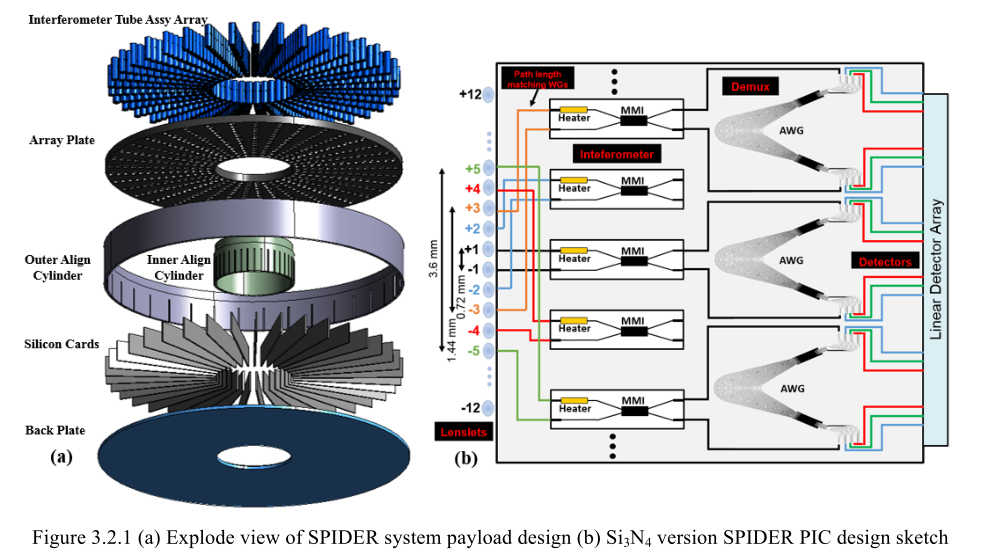 Interferometer Tube Assy Array
Array Plate
Outer Align
Cylinder
Inner Align
Cylinder
Silicon Cards
Back Plate
(a)
Path length
matching WGs
+12
+5
+4
+3
+2
+1
-1
-2
-3
-4
-5
-12
3.6 mm
0.72 mm
1.44 mm
Lenslets
(b)
Heater
MMI
Inteferometer
Heater
MMI
Heater
MMI
Heater
MMI
Heater
MMI
Demux
AWG
AWG
AWG
Detectors
Linear Detector Array
Figure 3.2.1 (a) Explode view of SPIDER system payload design (b) Si₃N₄ version SPIDER PIC design sketch